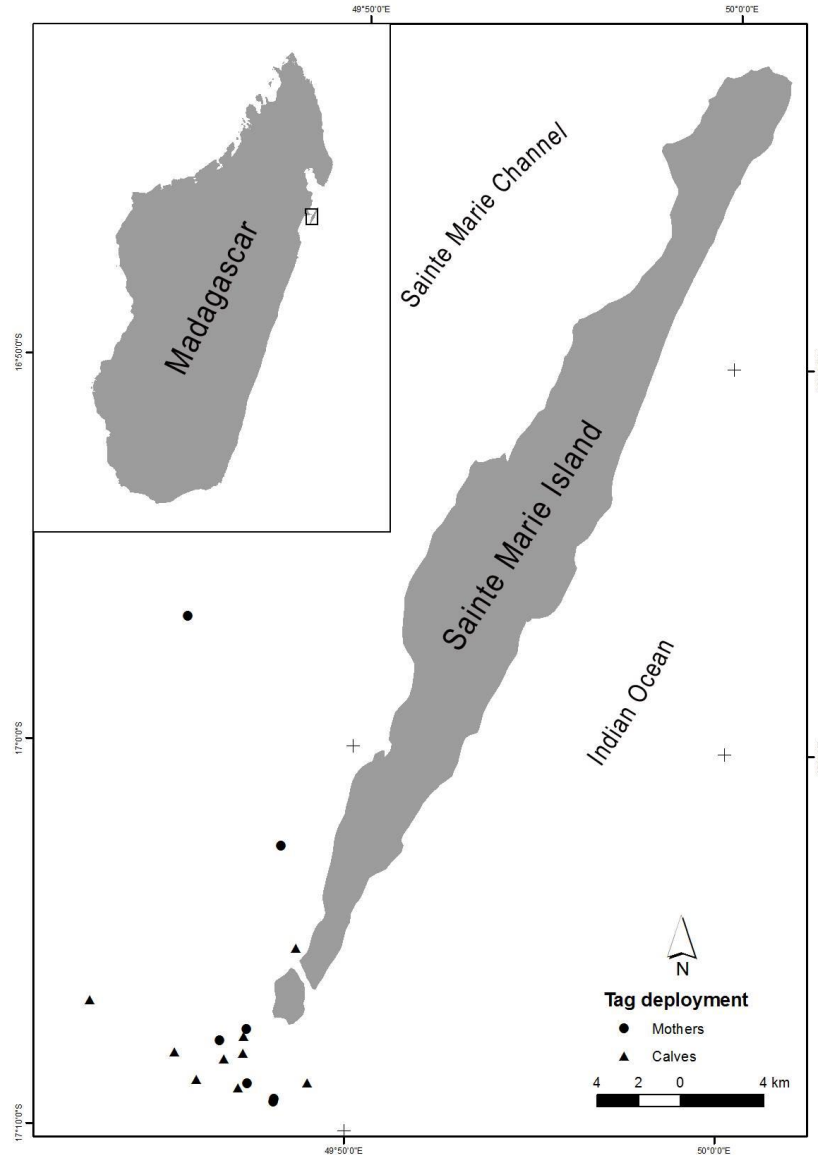 49°50'0"E
50°0'0"E
Sainte Marie Channel
Madagascar
16°50'0"S
Sainte Marie Island
Indian Ocean
17°0'0"S
N
Tag deployment
Mothers
Calves
4 2 0 4 km
17°10'0"S
49°50'0"E
50°0'0"E